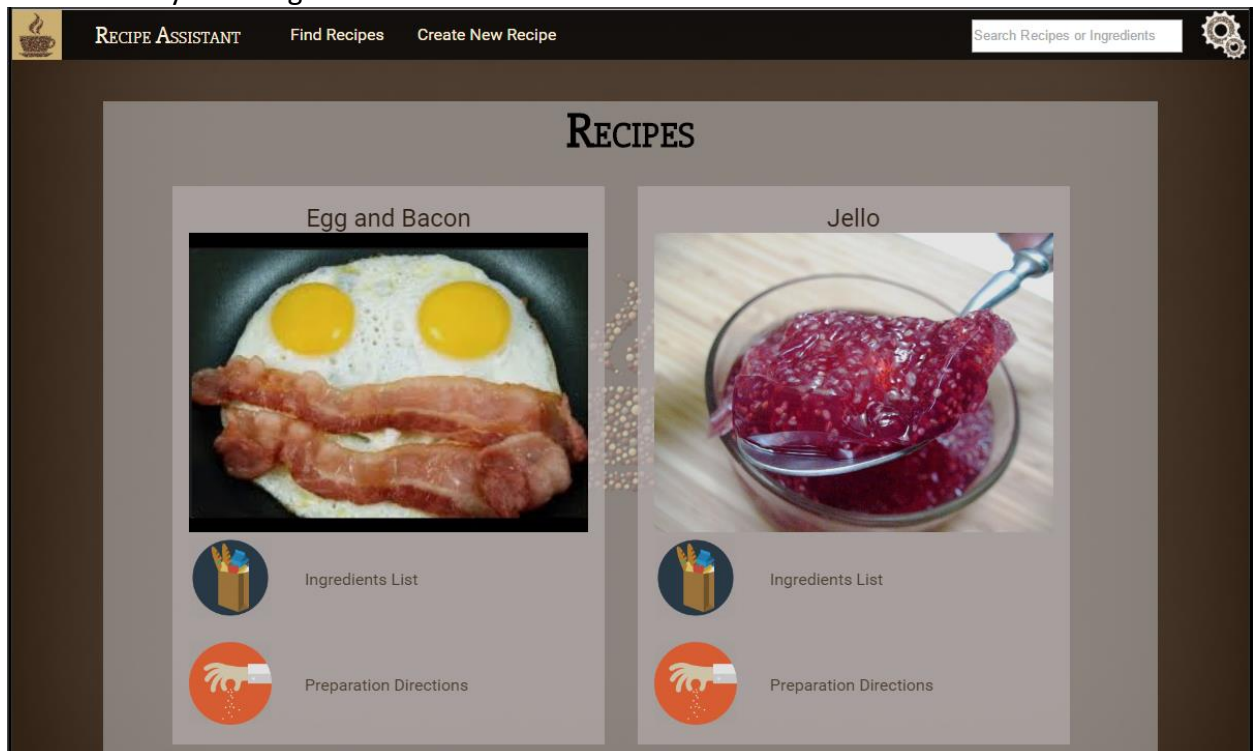 RECIPE ASSISTANT Find Recipes Create New Recipe Search Recipes or Ingredients
RECIPES
Egg and Bacon Jello
Ingredients List Ingredients List
Preparation Directions Preparation Directions